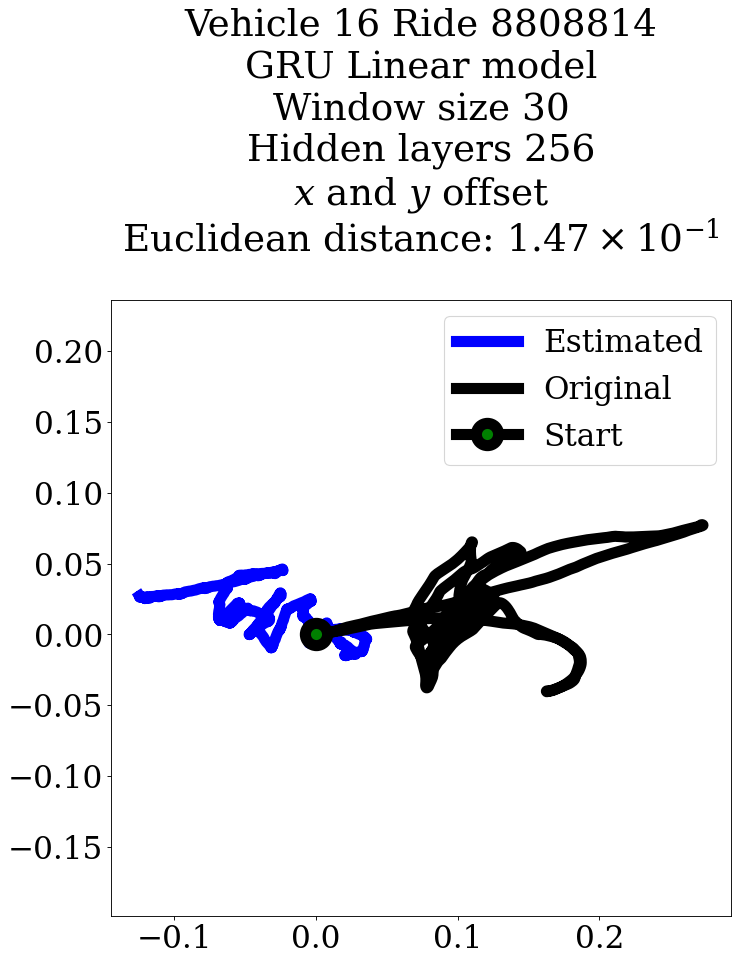 Vehicle 16 Ride 8808814
GRU Linear model
Window size 30
Hidden layers 256
x and y offset
Euclidean distance: 1.47 × 10⁻¹
Estimated
Original
Start
0.20
0.15
0.10
0.05
0.00
−0.05
−0.10
−0.15
−0.1 0.0 0.1 0.2